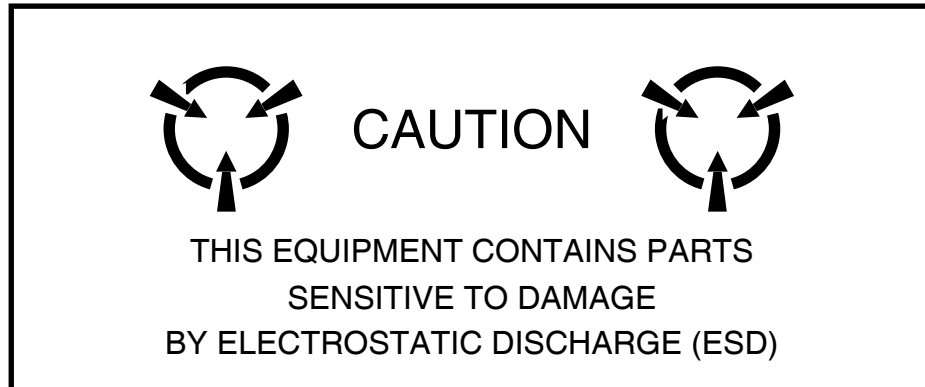 CAUTION
THIS EQUIPMENT CONTAINS PARTS
SENSITIVE TO DAMAGE
BY ELECTROSTATIC DISCHARGE (ESD)